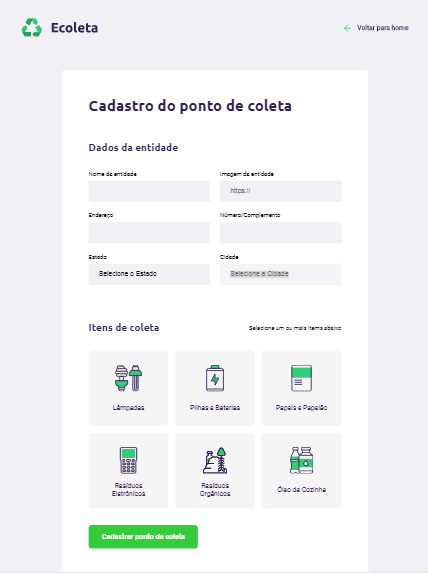 Ecoleta
Voltar para home
Cadastro do ponto de coleta
Dados da entidade
Nome da entidade
Imagem da entidade
https://
Endereço
Número/Complemento
Estado
Cidade
Selecione o Estado
Selecione a Cidade
Itens de coleta
Selecione um ou mais itens abaixo
Lâmpadas
Pilhas e Baterias
Papéis e Papelão
Resíduos
Eletrônicos
Resíduos
Orgânicos
Óleo de Cozinha
Cadastrar ponto de coleta